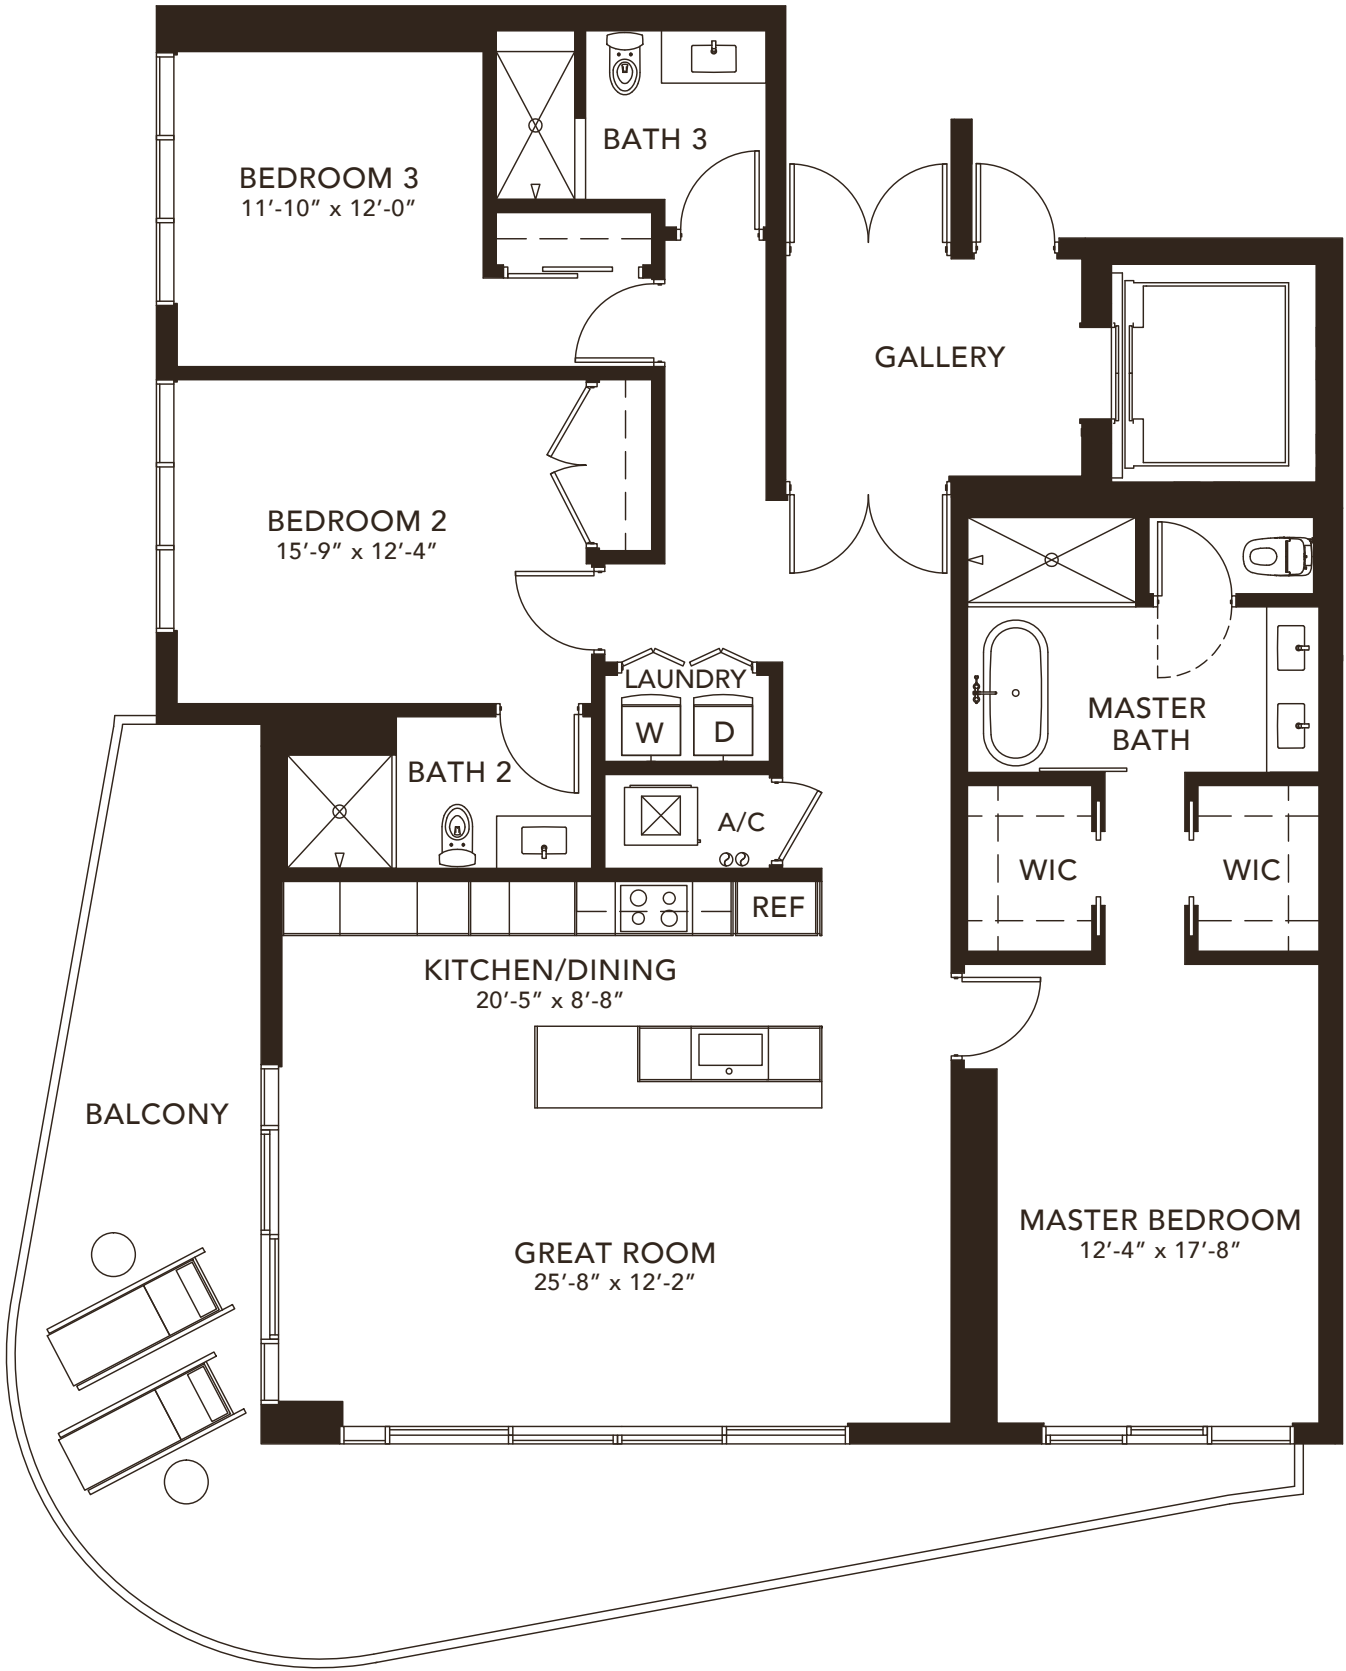 BATH 3
BEDROOM 3
11'-10" x 12'-0"
GALLERY
BEDROOM 2
15'-9" x 12'-4"
LAUNDRY
W
D
MASTER
BATH
BATH 2
A/C
WIC
WIC
REF
KITCHEN/DINING
20'-5" x 8'-8"
BALCONY
MASTER BEDROOM
12'-4" x 17'-8"
GREAT ROOM
25'-8" x 12'-2"